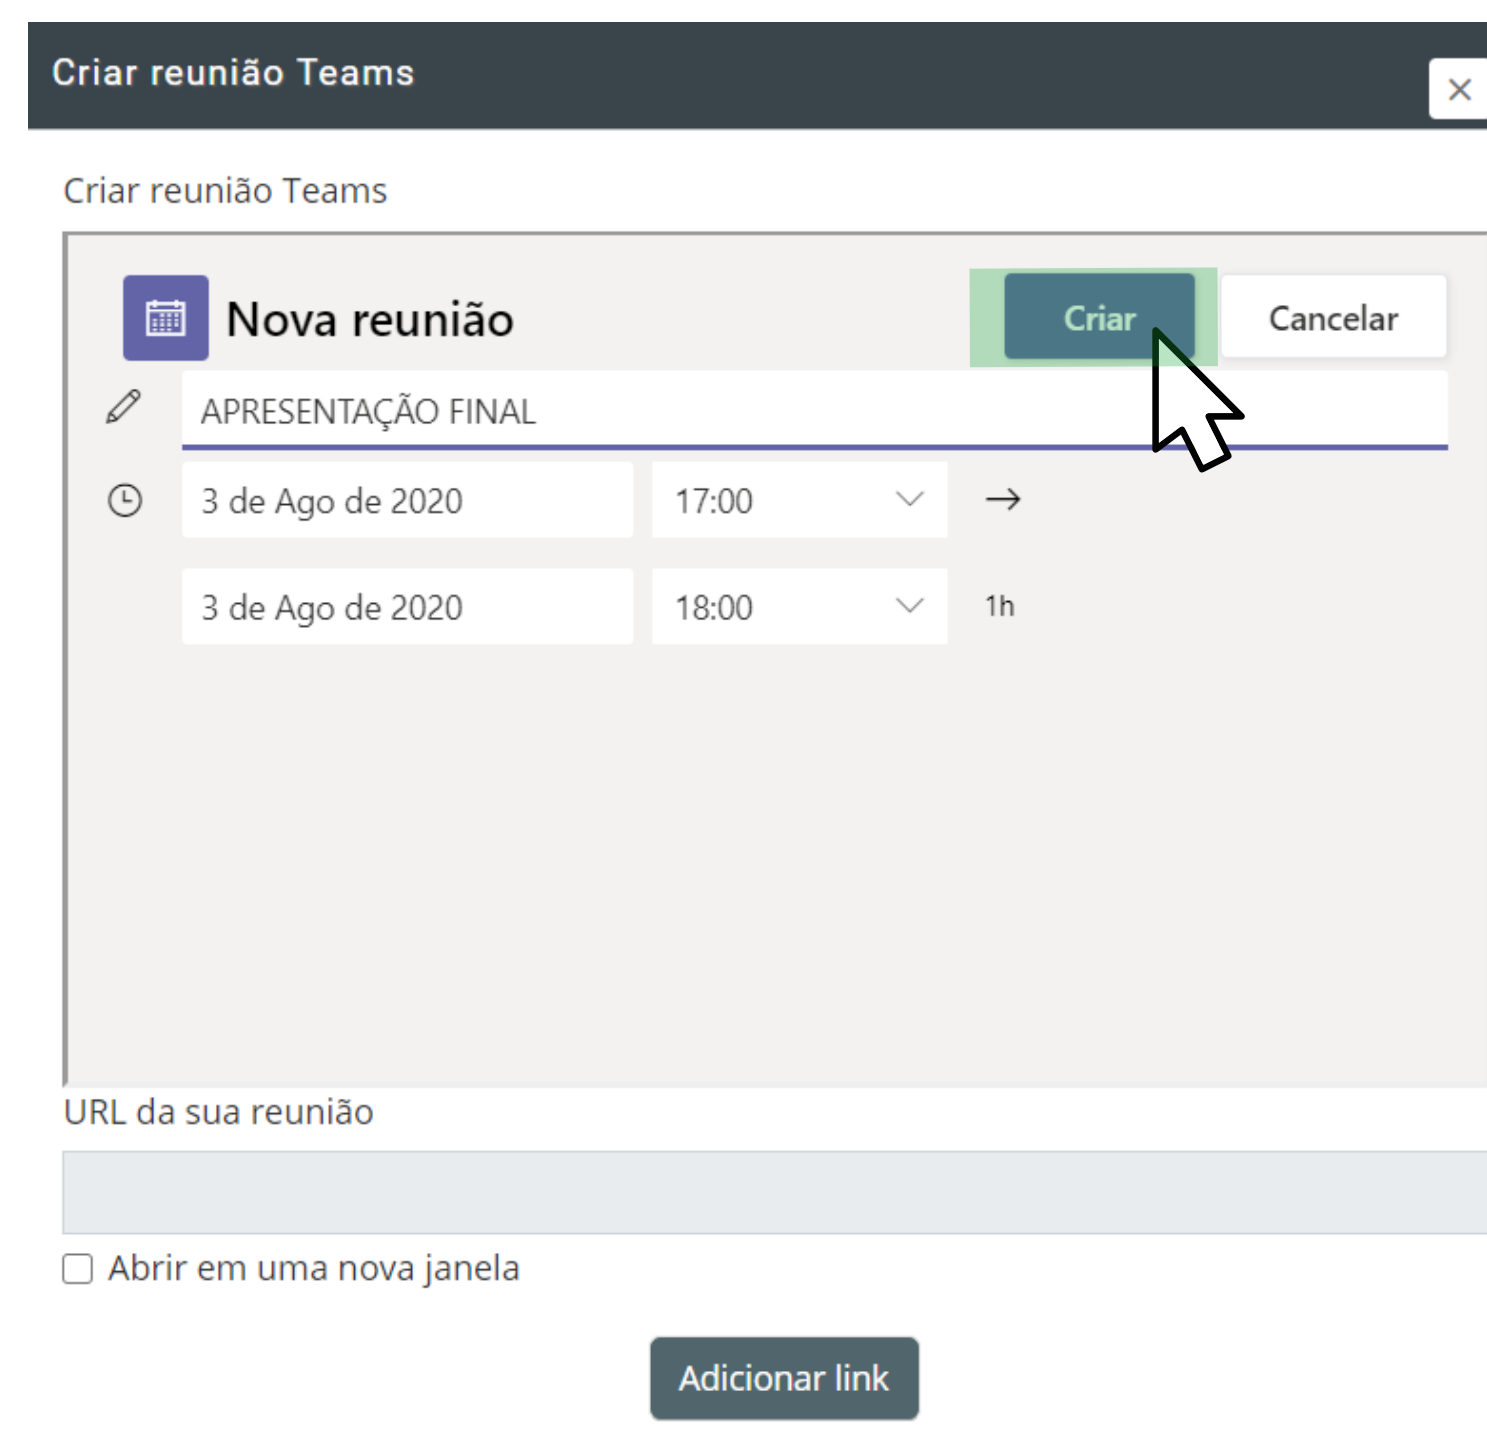 Criar reunião Teams
Criar reunião Teams
Nova reunião
Criar
Cancelar
APRESENTAÇÃO FINAL
3 de Ago de 2020 17:00 →
3 de Ago de 2020 18:00 1h
URL da sua reunião
Abrir em uma nova janela
Adicionar link